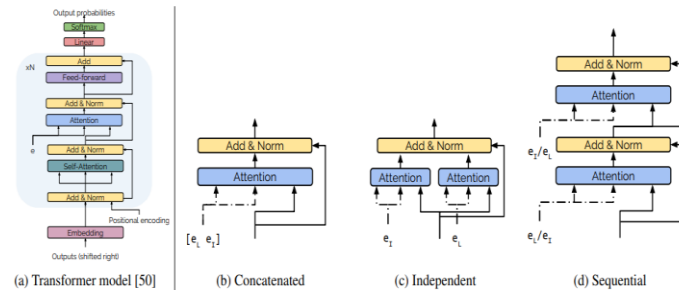 Output probabilities
Softmax
Linear
xN
Add
Feed-forward
Add & Norm
Attention
e
Add & Norm
Self-Attention
Add & Norm
Positional encoding
Embedding
Outputs (shifted right)
(a) Transformer model [50]
Add & Norm
Attention
[e_L e_I]
(b) Concatenated
Add & Norm
Attention Attention
e_I e_L
(c) Independent
Add & Norm
Attention
e_I/e_L
Add & Norm
Attention
e_L/e_I
(d) Sequential